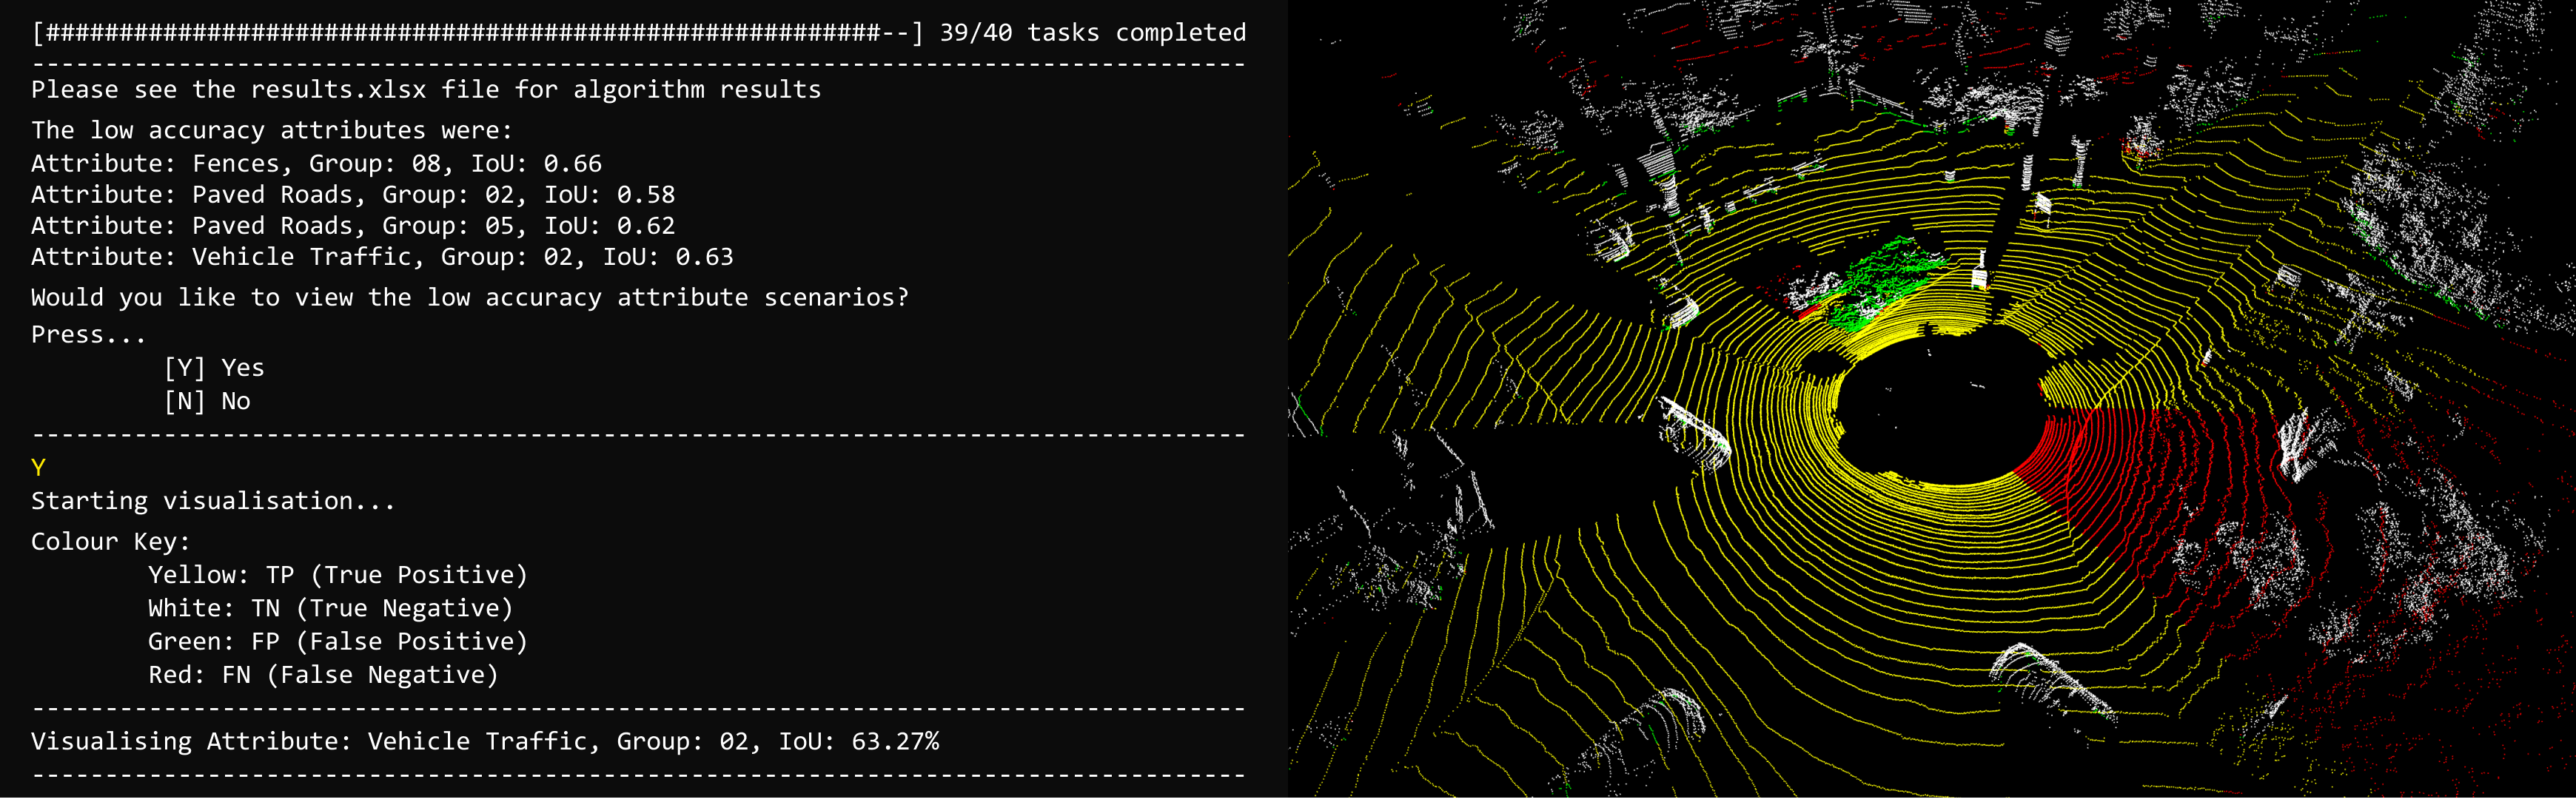 [#########################################################--] 39/40 tasks completed
-----------------------------------------------------------------------------------
Please see the results.xlsx file for algorithm results
The low accuracy attributes were:
Attribute: Fences, Group: 08, IoU: 0.66
Attribute: Paved Roads, Group: 02, IoU: 0.58
Attribute: Paved Roads, Group: 05, IoU: 0.62
Attribute: Vehicle Traffic, Group: 02, IoU: 0.63
Would you like to view the low accuracy attribute scenarios?
Press...
[Y] Yes
[N] No
-----------------------------------------------------------------------------------
Y
Starting visualisation...
Colour Key:
Yellow: TP (True Positive)
White: TN (True Negative)
Green: FP (False Positive)
Red: FN (False Negative)
-----------------------------------------------------------------------------------
Visualising Attribute: Vehicle Traffic, Group: 02, IoU: 63.27%
-----------------------------------------------------------------------------------